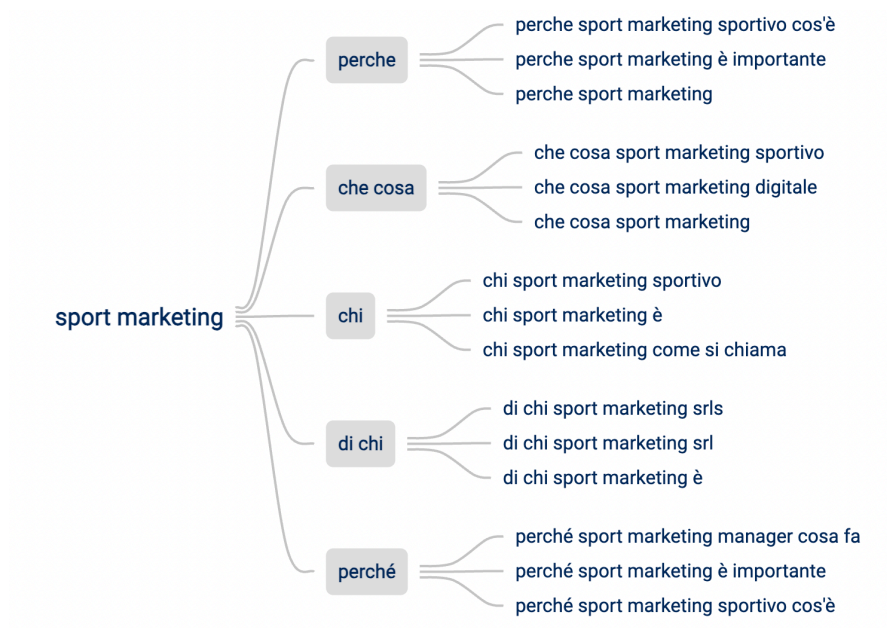 sport marketing
perche
perche sport marketing sportivo cos'è
perche sport marketing è importante
perche sport marketing
che cosa
che cosa sport marketing sportivo
che cosa sport marketing digitale
che cosa sport marketing
chi
chi sport marketing sportivo
chi sport marketing è
chi sport marketing come si chiama
di chi
di chi sport marketing srls
di chi sport marketing srl
di chi sport marketing è
perché
perché sport marketing manager cosa fa
perché sport marketing è importante
perché sport marketing sportivo cos'è